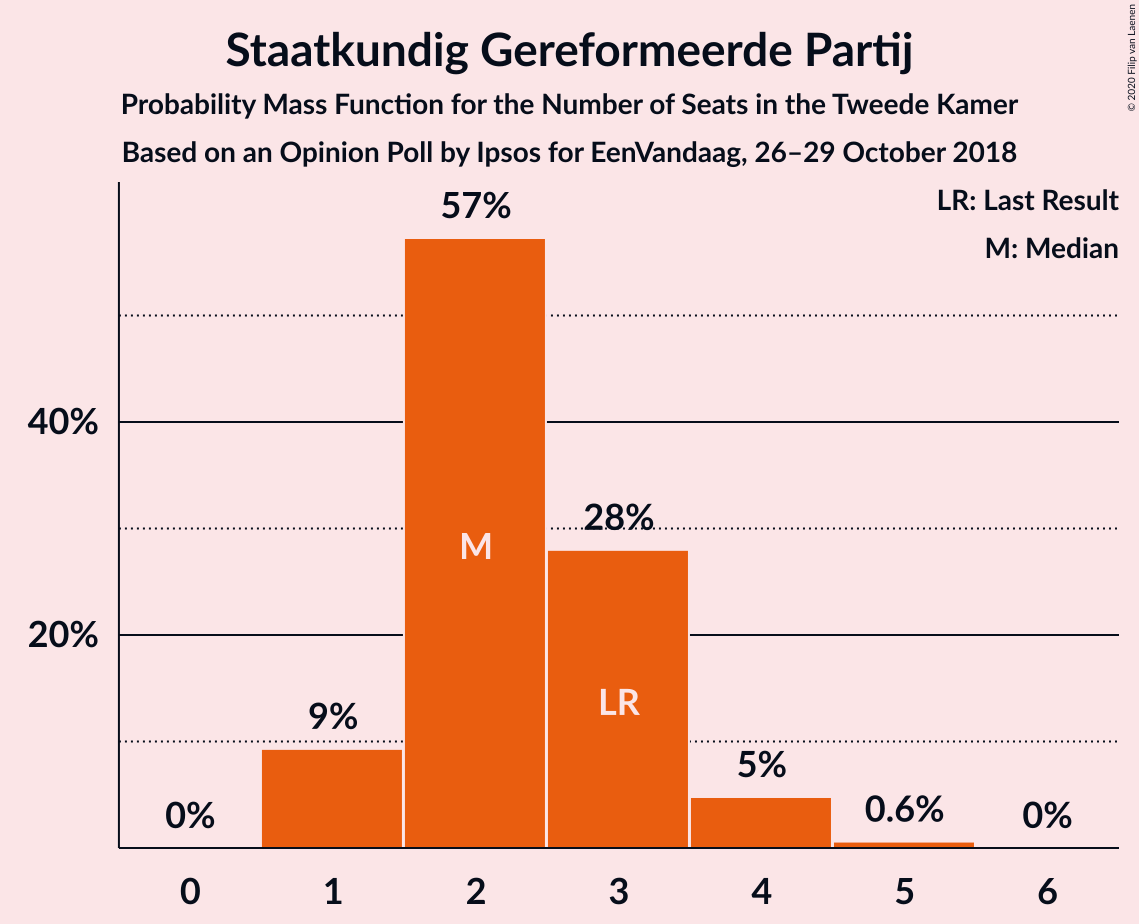 Staatkundig Gereformeerde Partij
Probability Mass Function for the Number of Seats in the Tweede Kamer
Based on an Opinion Poll by Ipsos for EenVandaag, 26–29 October 2018
© 2020 Filip van Laenen
LR: Last Result
M: Median
57%
40%
28%
M
20%
LR
9%
5%
0.6%
0%
0%
0 1 2 3 4 5 6